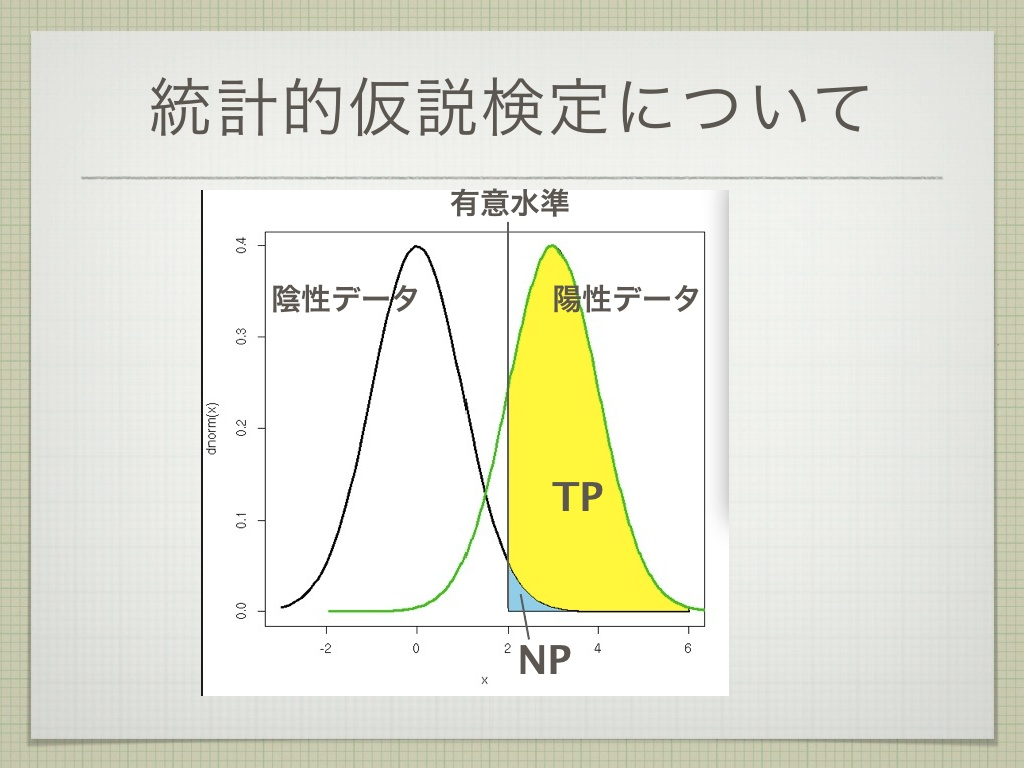 統計的仮説検定について
有意水準
陰性データ
陽性データ
TP
NP
dnorm(x)
0.4
0.3
0.2
0.1
0.0
-2
0
2
4
6
x